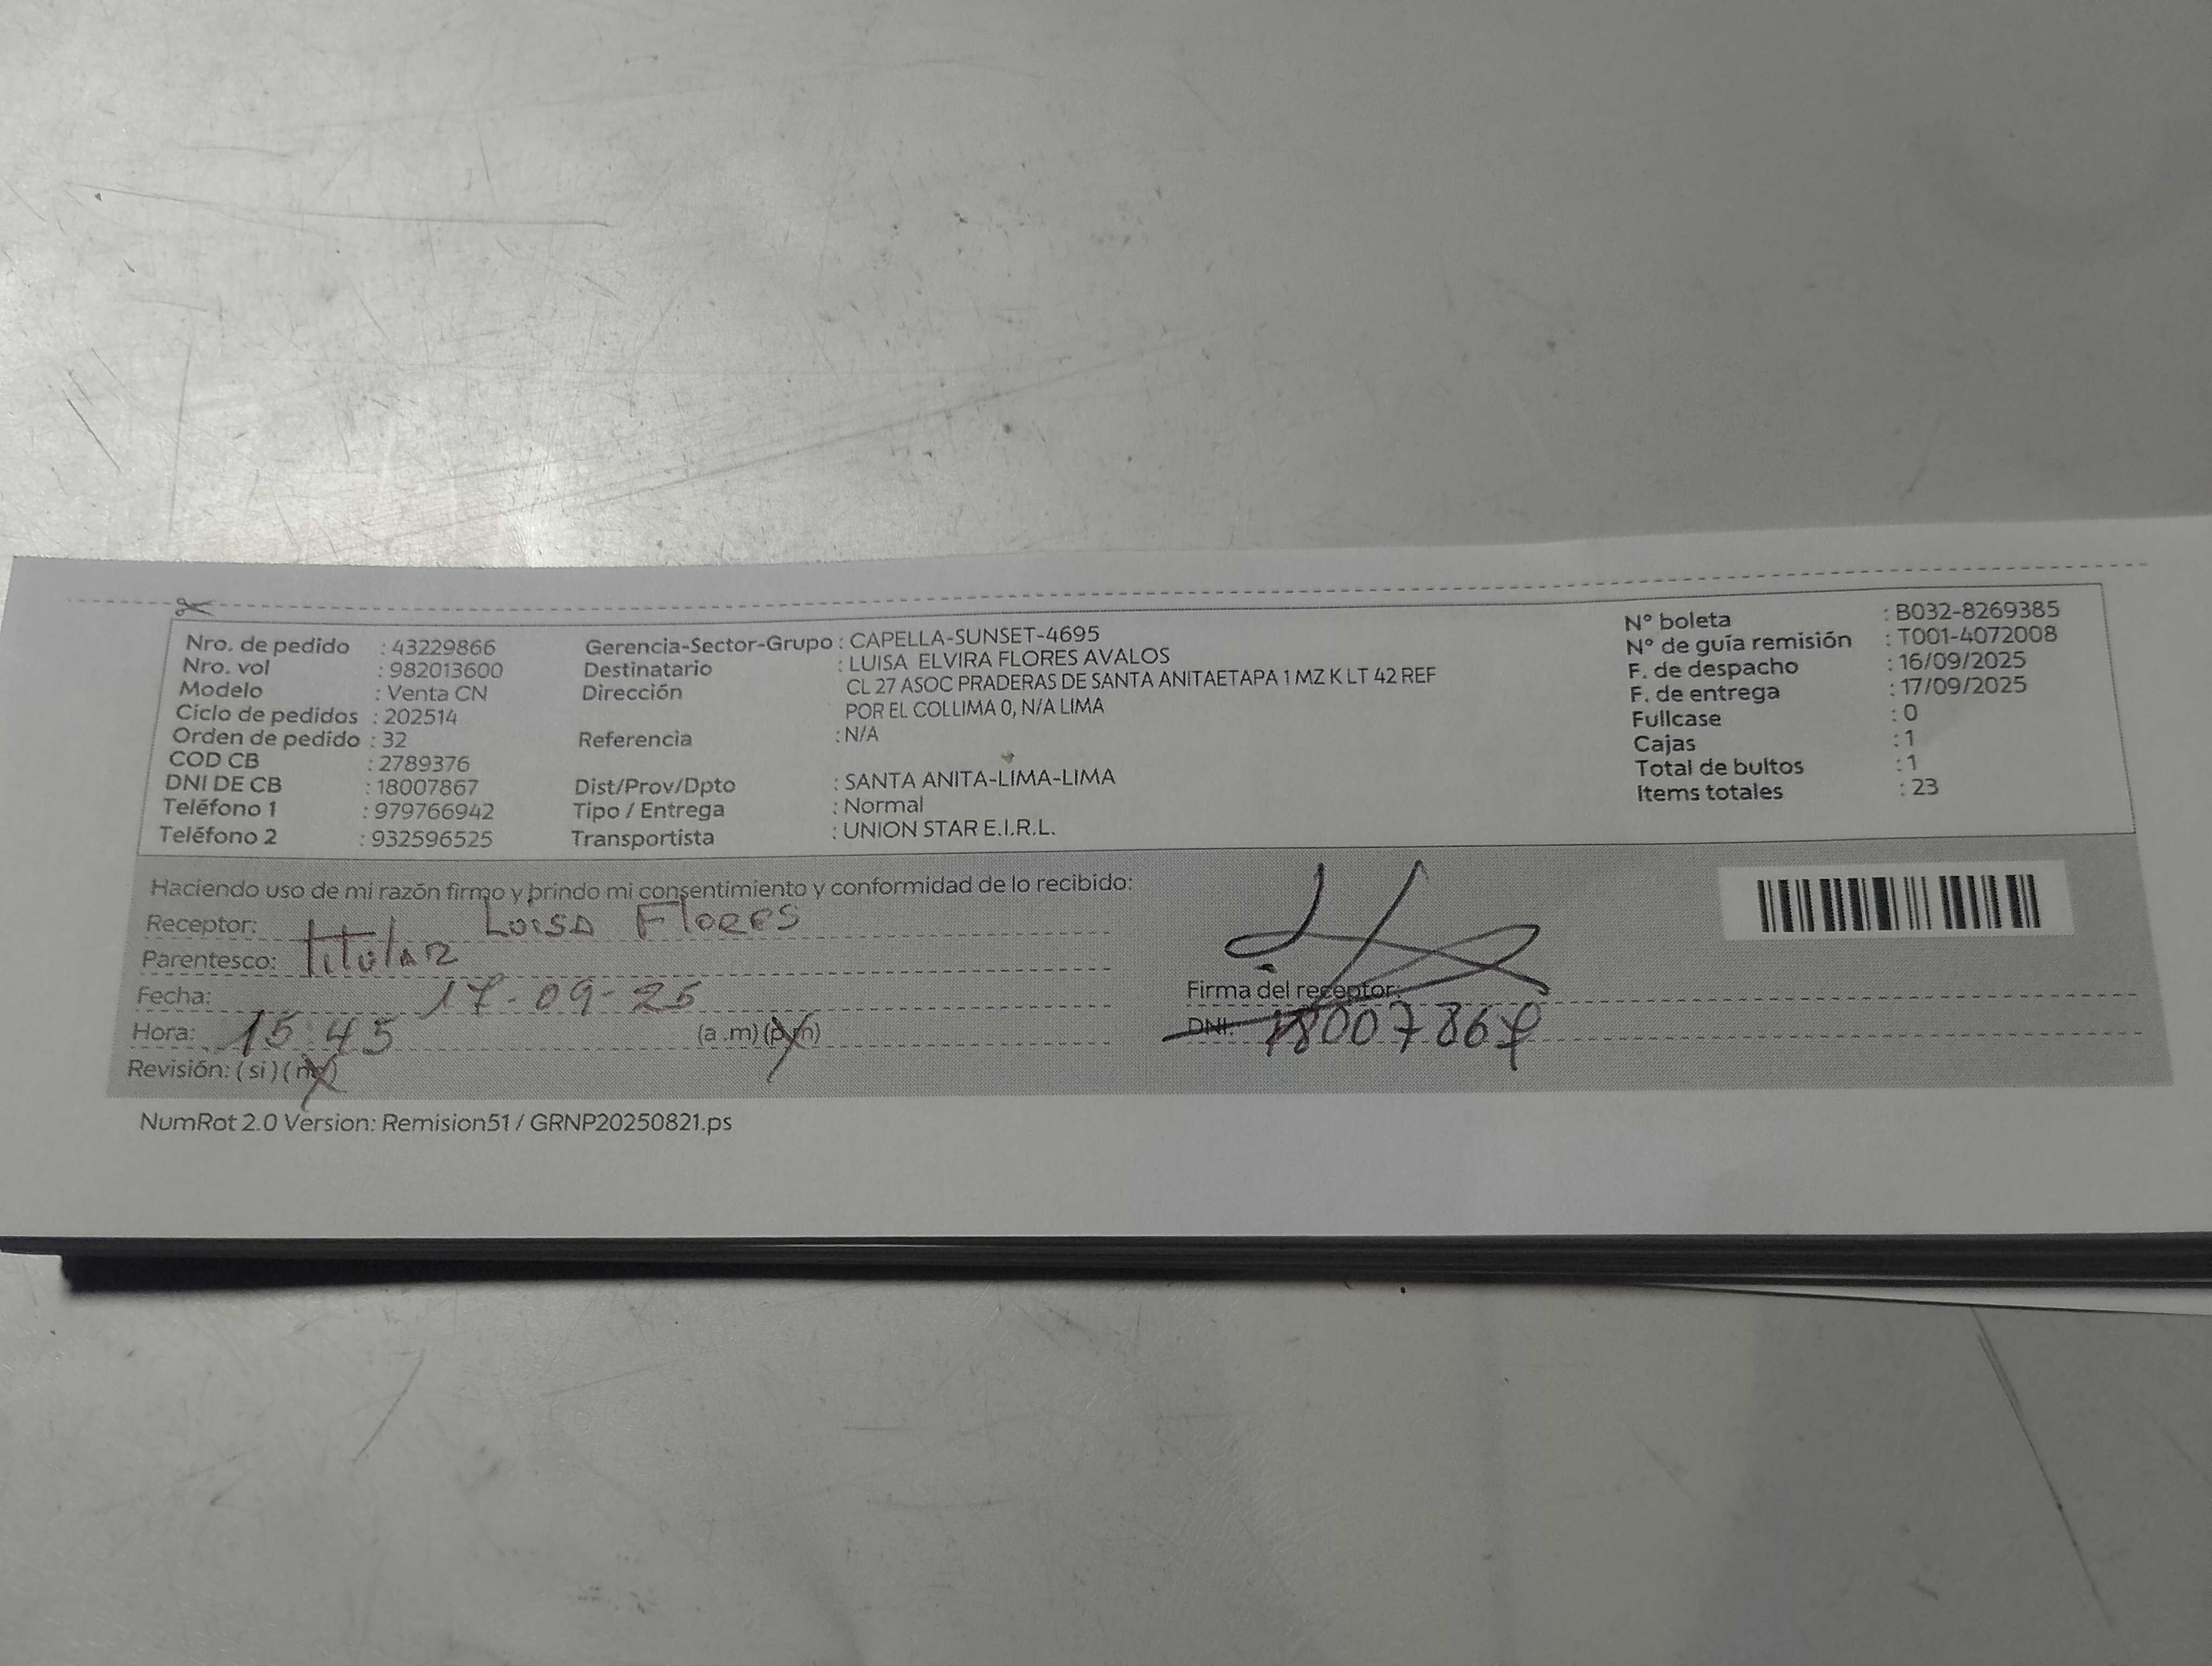 Nro. de pedido : 43229866
Nro. vol : 982013600
Modelo : Venta CN
Ciclo de pedidos : 202514
Orden de pedido : 32
COD CB : 2789376
DNI DE CB : 18007867
Teléfono 1 : 979766942
Teléfono 2 : 932596525
Gerencia-Sector-Grupo : CAPELLA-SUNSET-4695
Destinatario : LUISA ELVIRA FLORES AVALOS
Dirección CL 27 ASOC PRADERAS DE SANTA ANITAETAPA 1 MZ K LT 42 REF
POR EL COLLIMA 0, N/A LIMA
Referencia : N/A
Dist/Prov/Dpto : SANTA ANITA-LIMA-LIMA
Tipo / Entrega : Normal
Transportista : UNION STAR E.I.R.L.
N° boleta : B032-8269385
N° de guía remisión : T001-4072008
F. de despacho : 16/09/2025
F. de entrega : 17/09/2025
Fullcase : 0
Cajas : 1
Total de bultos : 1
Items totales : 23
Haciendo uso de mi razón firmo y brindo mi consentimiento y conformidad de lo recibido:
Receptor: Luisa Flores
Parentesco: titular
Fecha: 17-09-25
Hora: 15:45 (a .m) (p.m)
Revisión: ( si ) ( no )
Firma del receptor:
DNI: 18007867
NumRot 2.0 Version: Remision51 / GRNP20250821.ps